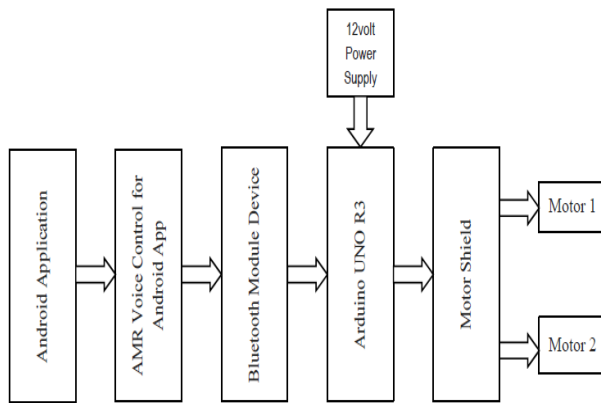 12volt
Power
Supply
Android Application
AMR Voice Control for
Android App
Bluetooth Module Device
Arduino UNO R3
Motor Shield
Motor 1
Motor 2